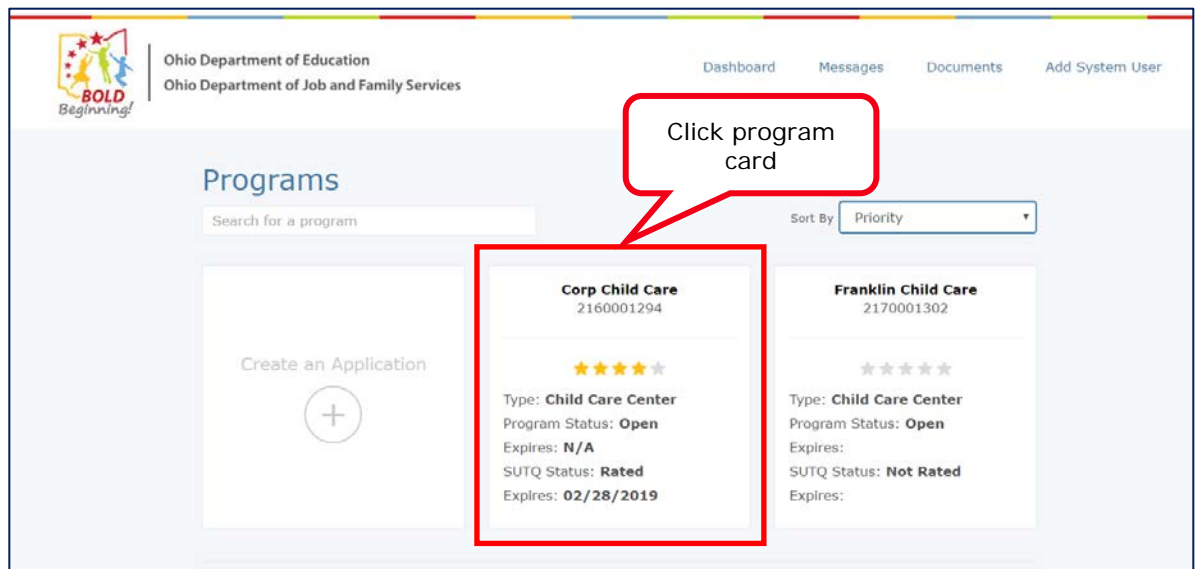 BOLD
Beginning!
Ohio Department of Education
Ohio Department of Job and Family Services
Dashboard Messages Documents Add System User
Click program
card
Programs
Search for a program
Sort By Priority
Create an Application
Corp Child Care
2160001294
Type: Child Care Center
Program Status: Open
Expires: N/A
SUTQ Status: Rated
Expires: 02/28/2019
Franklin Child Care
2170001302
Type: Child Care Center
Program Status: Open
Expires:
SUTQ Status: Not Rated
Expires: